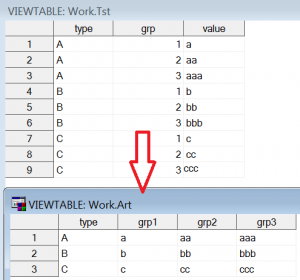 VIEWTABLE: Work.Tst
type grp value
1 A 1 a
2 A 2 aa
3 A 3 aaa
4 B 1 b
5 B 2 bb
6 B 3 bbb
7 C 1 c
8 C 2 cc
9 C 3 ccc
VIEWTABLE: Work.Art
type grp1 grp2 grp3
1 A a aa aaa
2 B b bb bbb
3 C c cc ccc